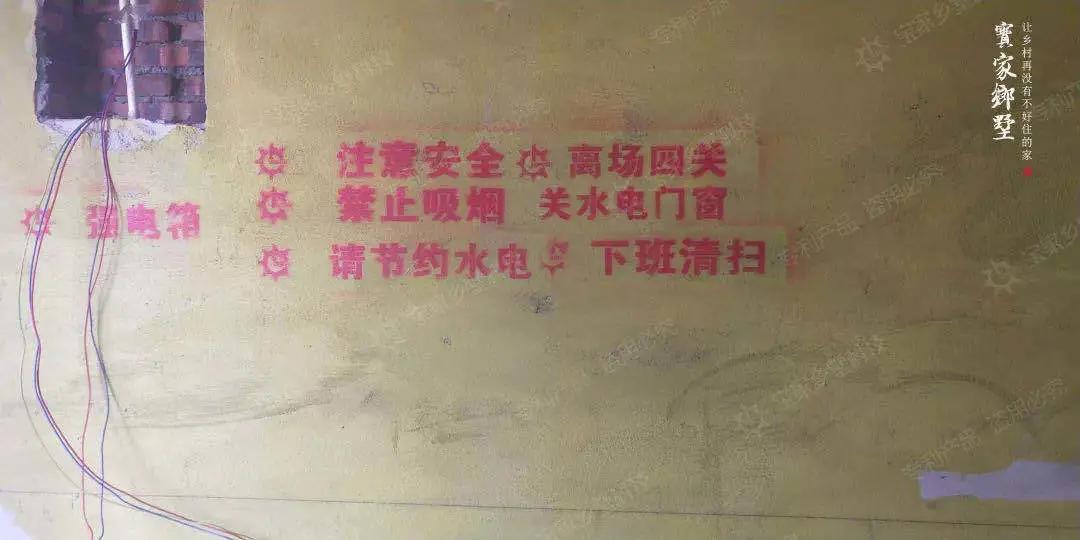 注意安全 离场四关
禁止吸烟 关水电门窗
强电箱
请节约水电 下班清扫
寶家鄉墅
让乡村再没有不好住的家